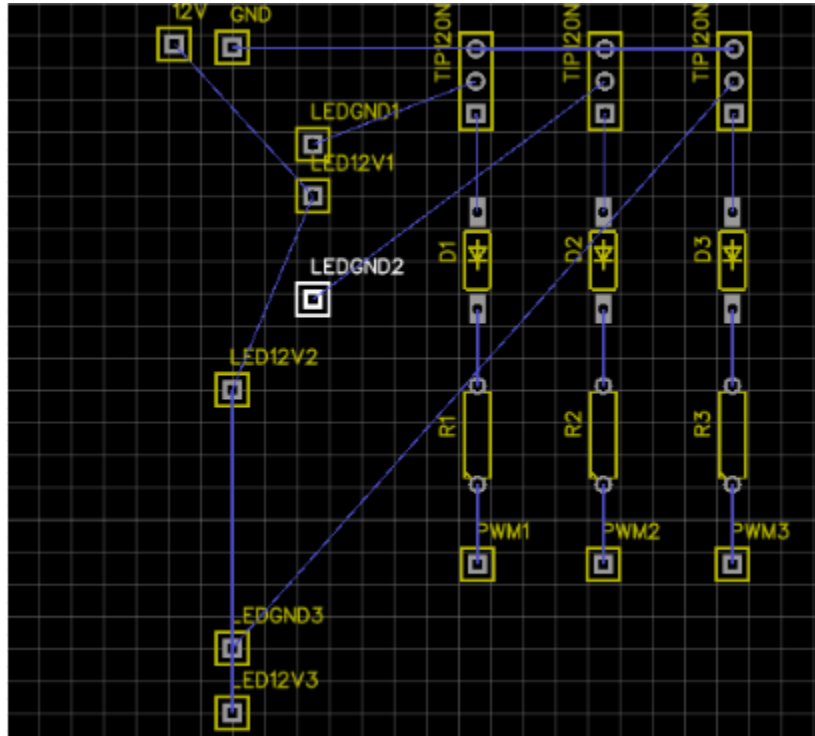 12V
GND
TIP120N
TIP120N
TIP120N
LEDGND1
LED12V1
D1
D2
D3
LEDGND2
LED12V2
R1
R2
R3
PWM1
PWM2
PWM3
LEDGND3
LED12V3